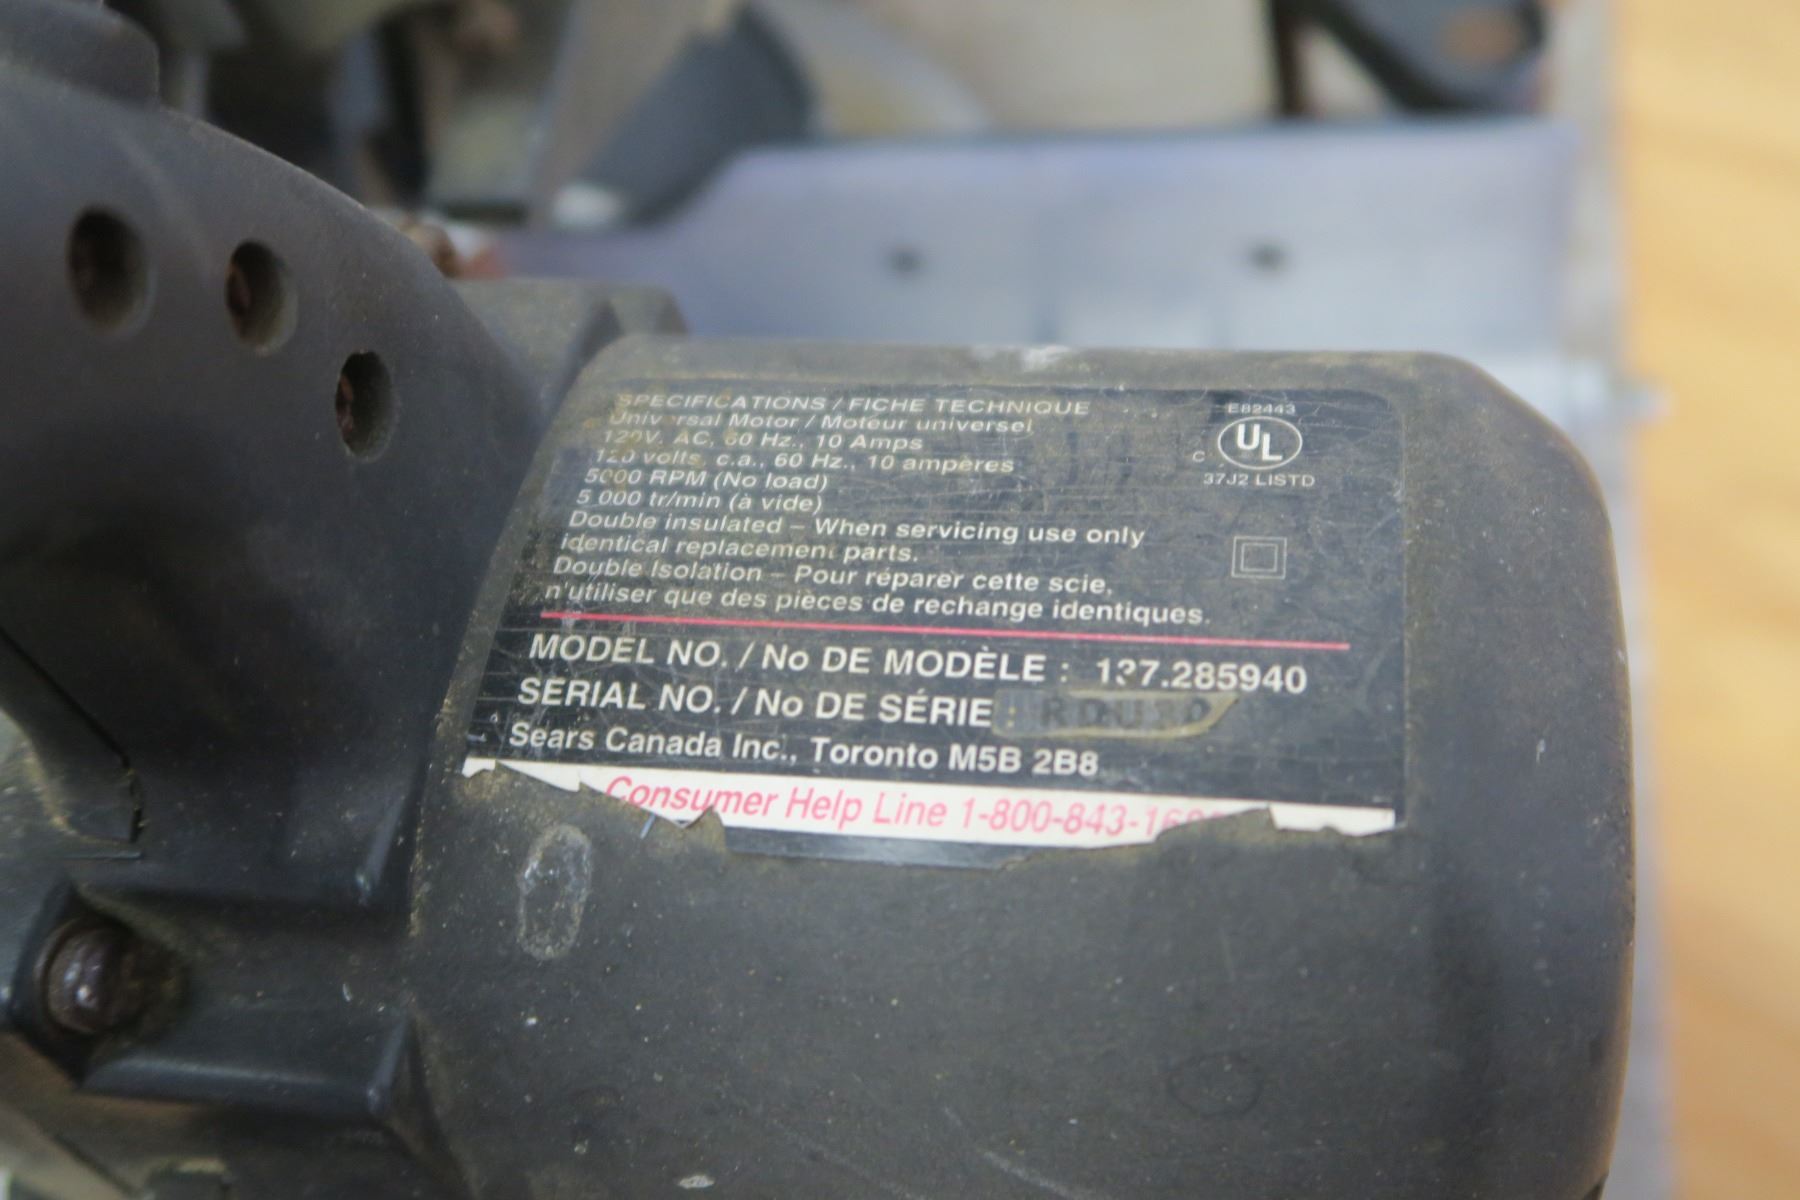 SPECIFICATIONS / FICHE TECHNIQUE
Universal Motor / Moteur universel
120V. AC, 60 Hz., 10 Amps
120 volts, c.a., 60 Hz., 10 ampères
5000 RPM (No load)
5 000 tr/min (à vide)
Double insulated – When servicing use only
identical replacement parts.
Double Isolation – Pour réparer cette scie,
n'utiliser que des pièces de rechange identiques.
E82443
C UL
37J2 LISTD
MODEL NO. / No DE MODÈLE : 137.285940
SERIAL NO. / No DE SÉRIE :
Sears Canada Inc., Toronto M5B 2B8
Consumer Help Line